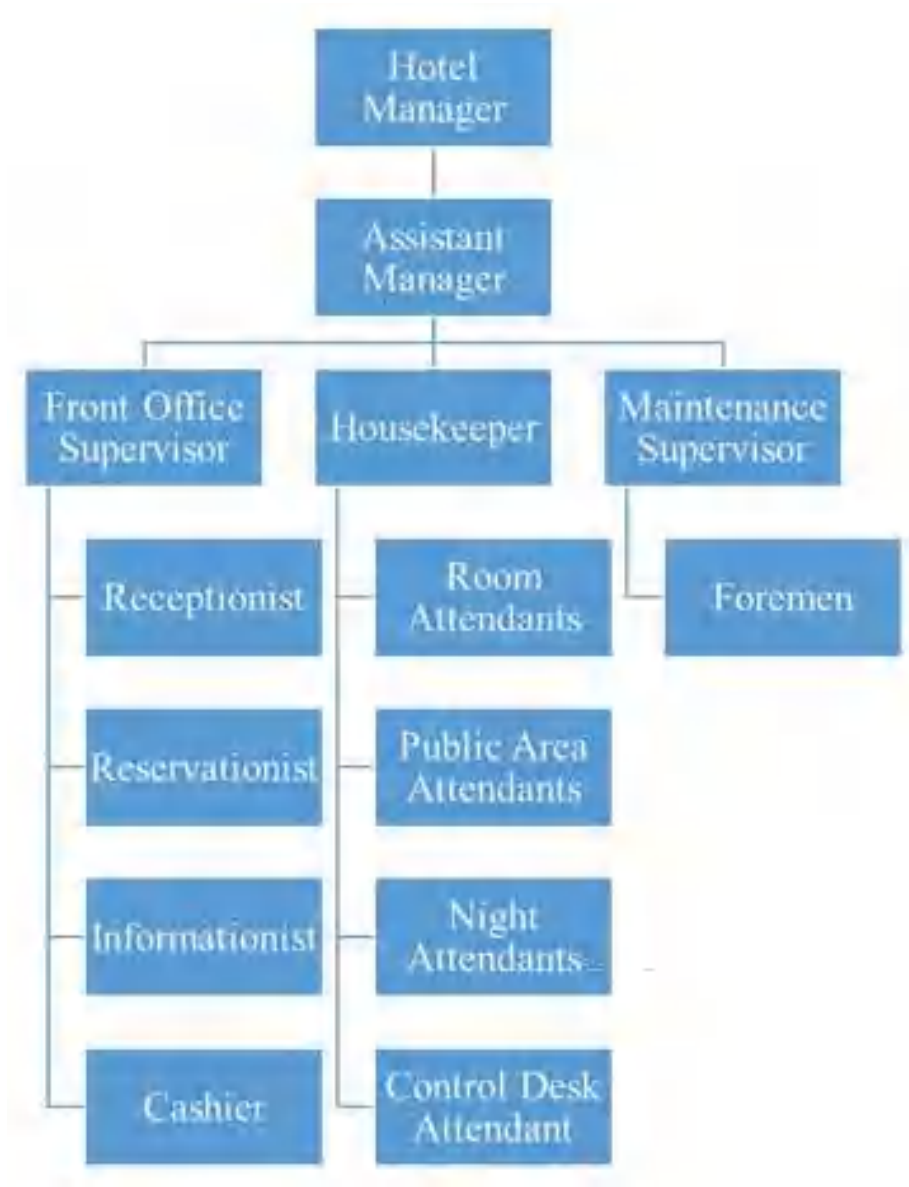 Hotel
Manager
Assistant
Manager
Front Office
Supervisor
Housekeeper
Maintenance
Supervisor
Receptionist
Room
Attendants
Foremen
Reservationist
Public Area
Attendants
Informationist
Night
Attendants
Cashier
Control Desk
Attendant